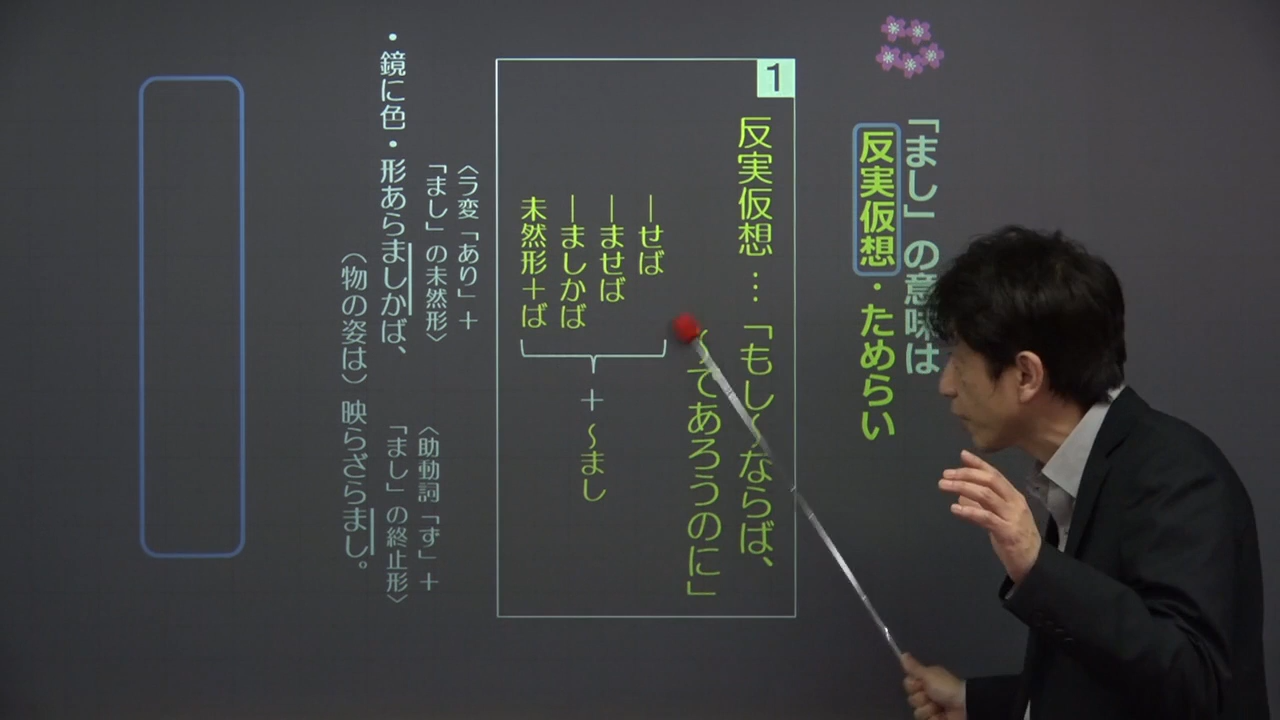 「まし」の意味は
反実仮想・ためらい
1
反実仮想…「もし〜ならば、
〜てあろうのに」
―せば
―ませば
―ましかば
未然形＋ば
＋〜まし
〈ラ変「あり」＋
「まし」の未然形〉
・鏡に色・形あらましかば、
〈助動詞「ず」＋
「まし」の終止形〉
（物の姿は）映らざらまし。